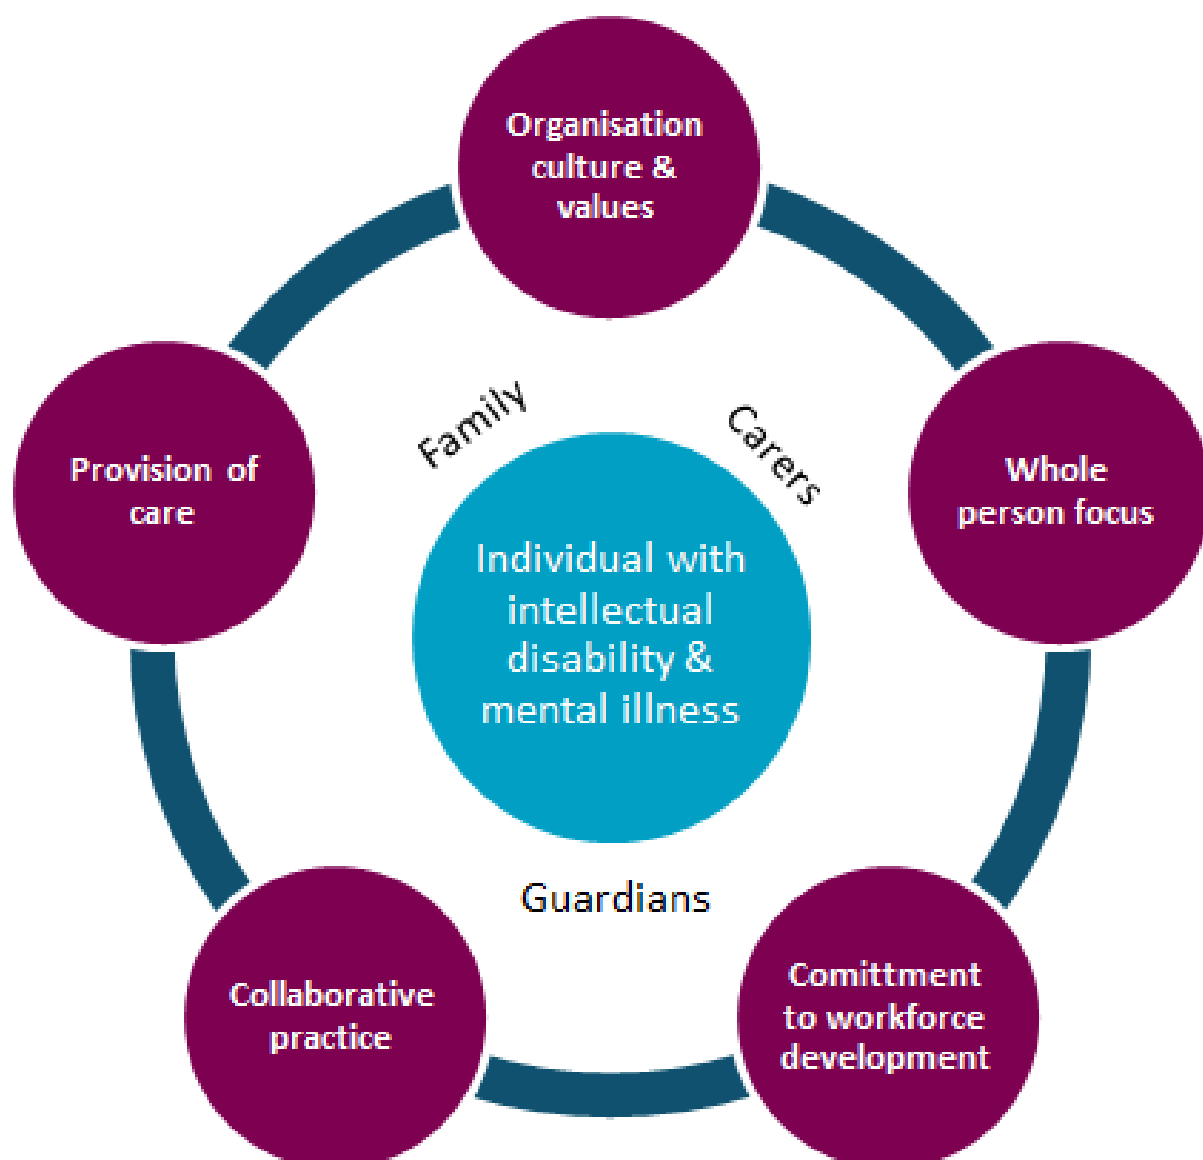 Organisation
culture &
values
Family
Carers
Provision of
care
Whole
person focus
Individual with
intellectual
disability &
mental illness
Guardians
Collaborative
practice
Comittment
to workforce
development